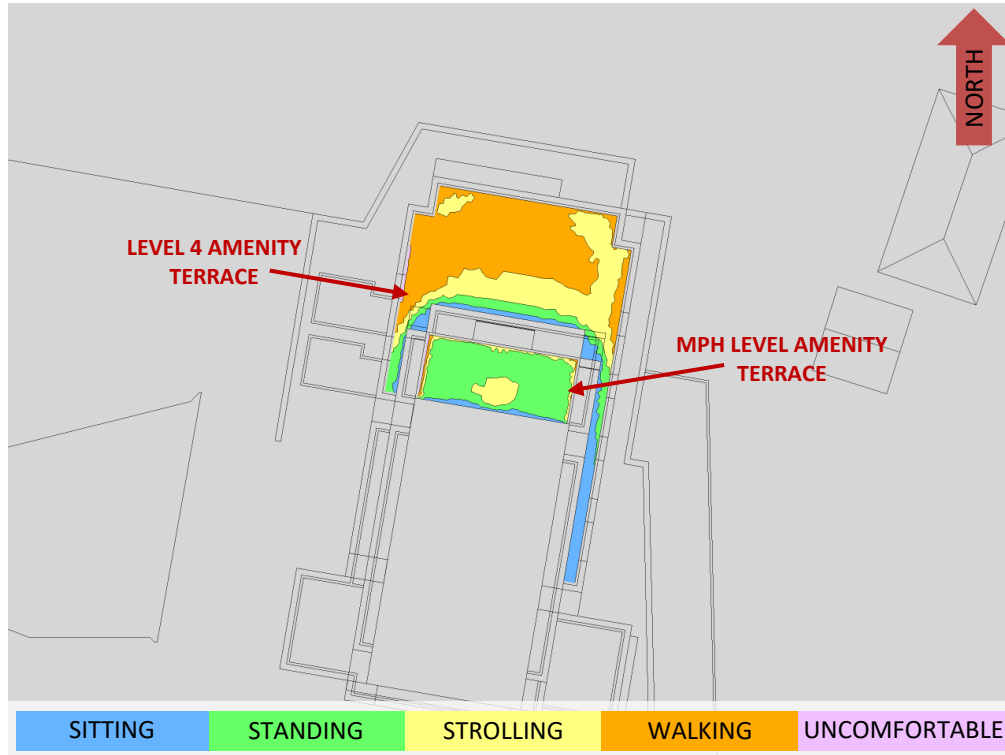 NORTH
LEVEL 4 AMENITY
TERRACE
MPH LEVEL AMENITY
TERRACE
SITTING
STANDING
STROLLING
WALKING
UNCOMFORTABLE